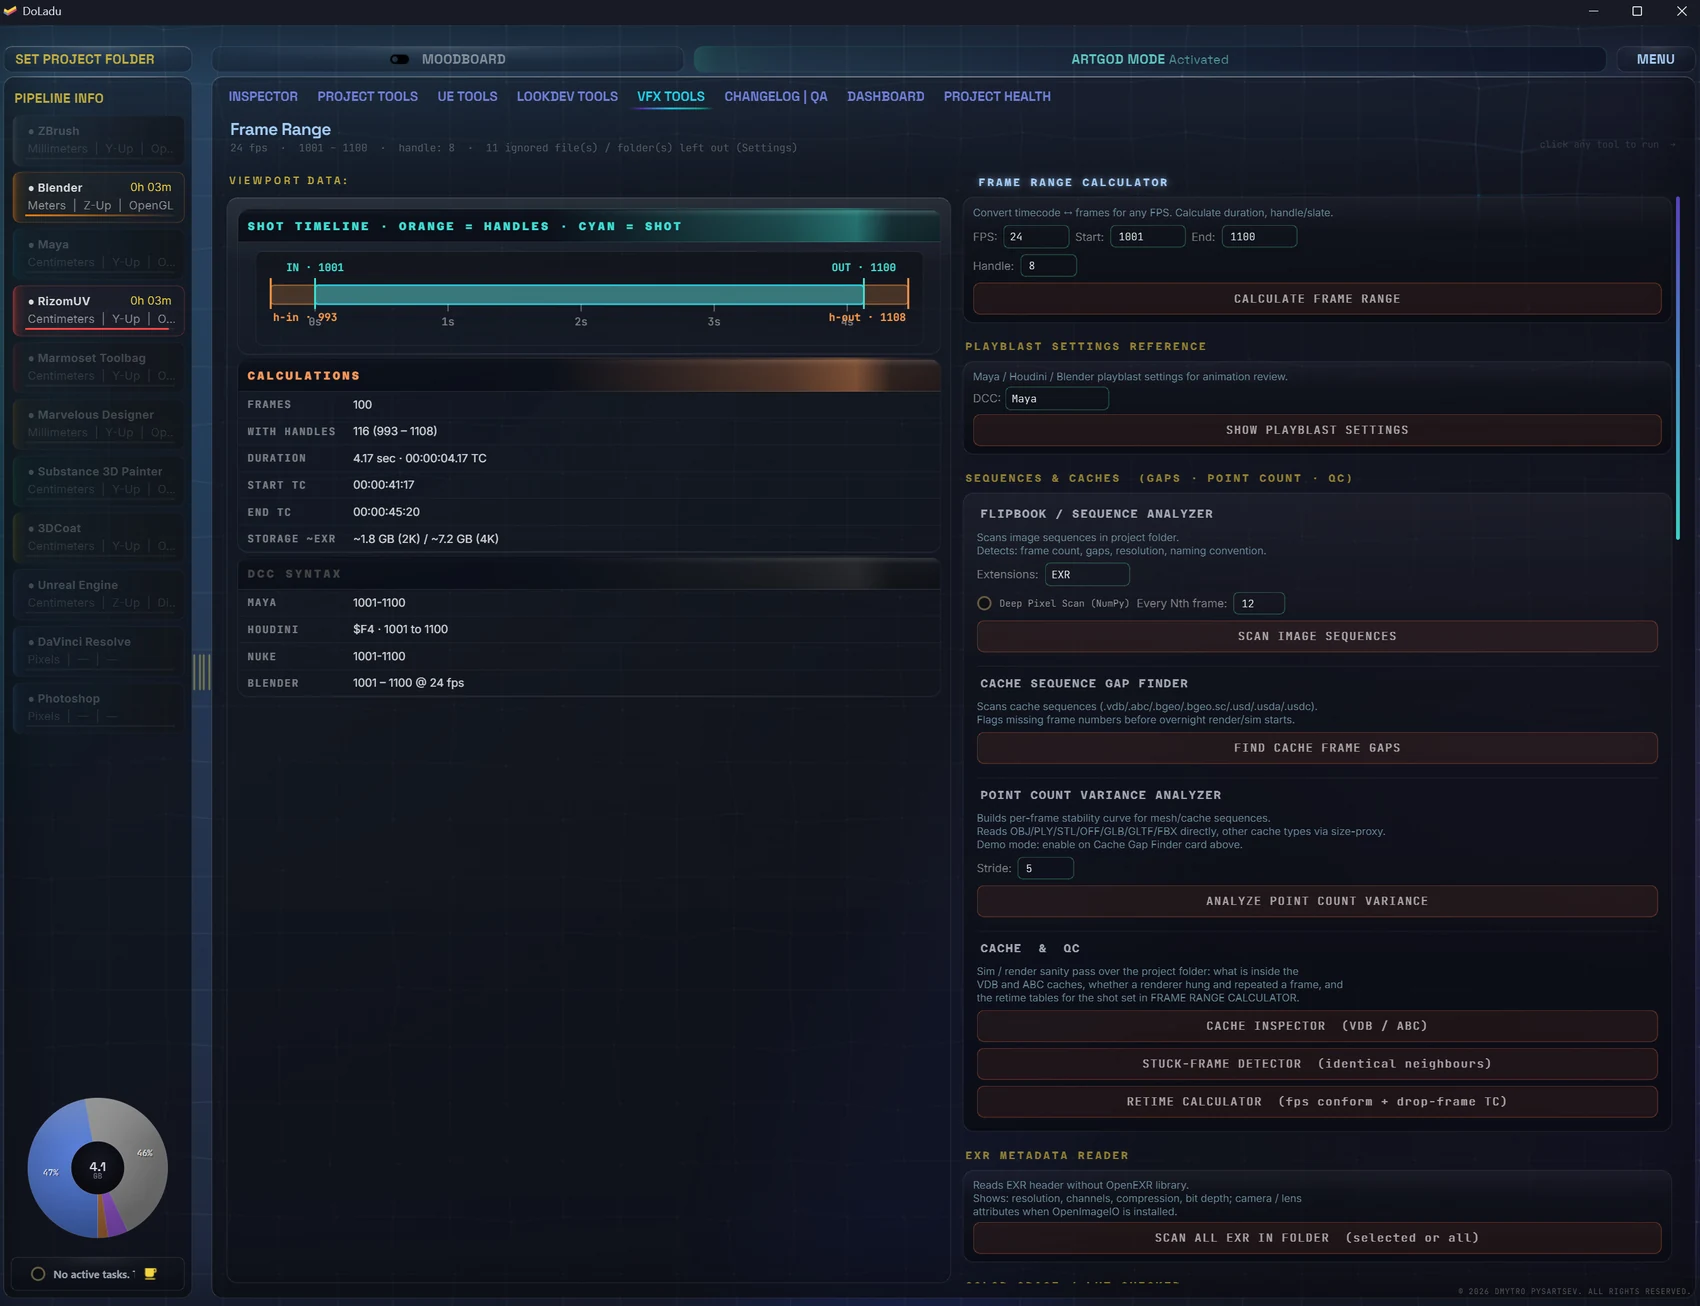 DoLadu
SET PROJECT FOLDER
MOODBOARD
ARTGOD MODE Activated
MENU
PIPELINE INFO
• ZBrush
Millimeters | Y-Up | Op...
• Blender 0h 03m
Meters | Z-Up | OpenGL
• Maya
Centimeters | Y-Up | O...
• RizomUV 0h 03m
Centimeters | Y-Up | O...
• Marmoset Toolbag
Centimeters | Y-Up | O...
• Marvelous Designer
Millimeters | Y-Up | Op...
• Substance 3D Painter
Centimeters | Y-Up | O...
• 3DCoat
Centimeters | Y-Up | O...
• Unreal Engine
Centimeters | Z-Up | Di...
• DaVinci Resolve
Pixels | — | —
• Photoshop
Pixels | — | —
47%
46%
4.1
GB
No active tasks.
INSPECTOR PROJECT TOOLS UE TOOLS LOOKDEV TOOLS VFX TOOLS CHANGELOG | QA DASHBOARD PROJECT HEALTH
Frame Range
24 fps · 1001 – 1100 · handle: 8 · 11 ignored file(s) / folder(s) left out (Settings)
click any tool to run →
VIEWPORT DATA:
SHOT TIMELINE · ORANGE = HANDLES · CYAN = SHOT
IN · 1001
OUT · 1100
h-in · 993
h-out · 1108
0s 1s 2s 3s 4s
CALCULATIONS
FRAMES 100
WITH HANDLES 116 (993 – 1108)
DURATION 4.17 sec · 00:00:04.17 TC
START TC 00:00:41:17
END TC 00:00:45:20
STORAGE ~EXR ~1.8 GB (2K) / ~7.2 GB (4K)
DCC SYNTAX
MAYA 1001-1100
HOUDINI $F4 · 1001 to 1100
NUKE 1001-1100
BLENDER 1001 – 1100 @ 24 fps
FRAME RANGE CALCULATOR
Convert timecode ↔ frames for any FPS. Calculate duration, handle/slate.
FPS: 24 Start: 1001 End: 1100
Handle: 8
CALCULATE FRAME RANGE
PLAYBLAST SETTINGS REFERENCE
Maya / Houdini / Blender playblast settings for animation review.
DCC: Maya
SHOW PLAYBLAST SETTINGS
SEQUENCES & CACHES (GAPS · POINT COUNT · QC)
FLIPBOOK / SEQUENCE ANALYZER
Scans image sequences in project folder.
Detects: frame count, gaps, resolution, naming convention.
Extensions: EXR
Deep Pixel Scan (NumPy) Every Nth frame: 12
SCAN IMAGE SEQUENCES
CACHE SEQUENCE GAP FINDER
Scans cache sequences (.vdb/.abc/.bgeo/.bgeo.sc/.usd/.usda/.usdc).
Flags missing frame numbers before overnight render/sim starts.
FIND CACHE FRAME GAPS
POINT COUNT VARIANCE ANALYZER
Builds per-frame stability curve for mesh/cache sequences.
Reads OBJ/PLY/STL/OFF/GLB/GLTF/FBX directly, other cache types via size-proxy.
Demo mode: enable on Cache Gap Finder card above.
Stride: 5
ANALYZE POINT COUNT VARIANCE
CACHE & QC
Sim / render sanity pass over the project folder: what is inside the
VDB and ABC caches, whether a renderer hung and repeated a frame, and
the retime tables for the shot set in FRAME RANGE CALCULATOR.
CACHE INSPECTOR (VDB / ABC)
STUCK-FRAME DETECTOR (identical neighbours)
RETIME CALCULATOR (fps conform + drop-frame TC)
EXR METADATA READER
Reads EXR header without OpenEXR library.
Shows: resolution, channels, compression, bit depth; camera / lens
attributes when OpenImageIO is installed.
SCAN ALL EXR IN FOLDER (selected or all)
© 2026 DMYTRO PYSARTSEV. ALL RIGHTS RESERVED.